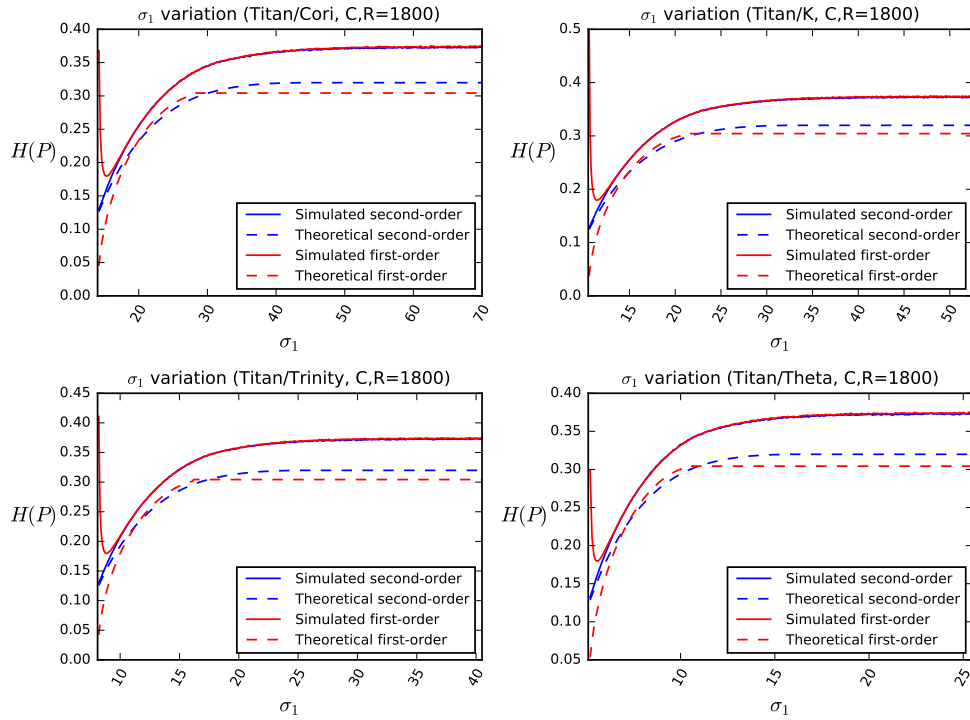 σ1 variation (Titan/Cori, C,R=1800)
0.40
0.35
0.30
0.25
0.20
0.15
0.10
0.05
0.00
H(P)
Simulated second-order
Theoretical second-order
Simulated first-order
Theoretical first-order
20
30
40
50
60
70
σ1
σ1 variation (Titan/K, C,R=1800)
0.5
0.4
0.3
0.2
0.1
0.0
H(P)
Simulated second-order
Theoretical second-order
Simulated first-order
Theoretical first-order
15
20
25
30
35
40
45
50
σ1
σ1 variation (Titan/Trinity, C,R=1800)
0.45
0.40
0.35
0.30
0.25
0.20
0.15
0.10
0.05
0.00
H(P)
Simulated second-order
Theoretical second-order
Simulated first-order
Theoretical first-order
10
15
20
25
30
35
40
σ1
σ1 variation (Titan/Theta, C,R=1800)
0.40
0.35
0.30
0.25
0.20
0.15
0.10
0.05
H(P)
Simulated second-order
Theoretical second-order
Simulated first-order
Theoretical first-order
10
15
20
25
σ1